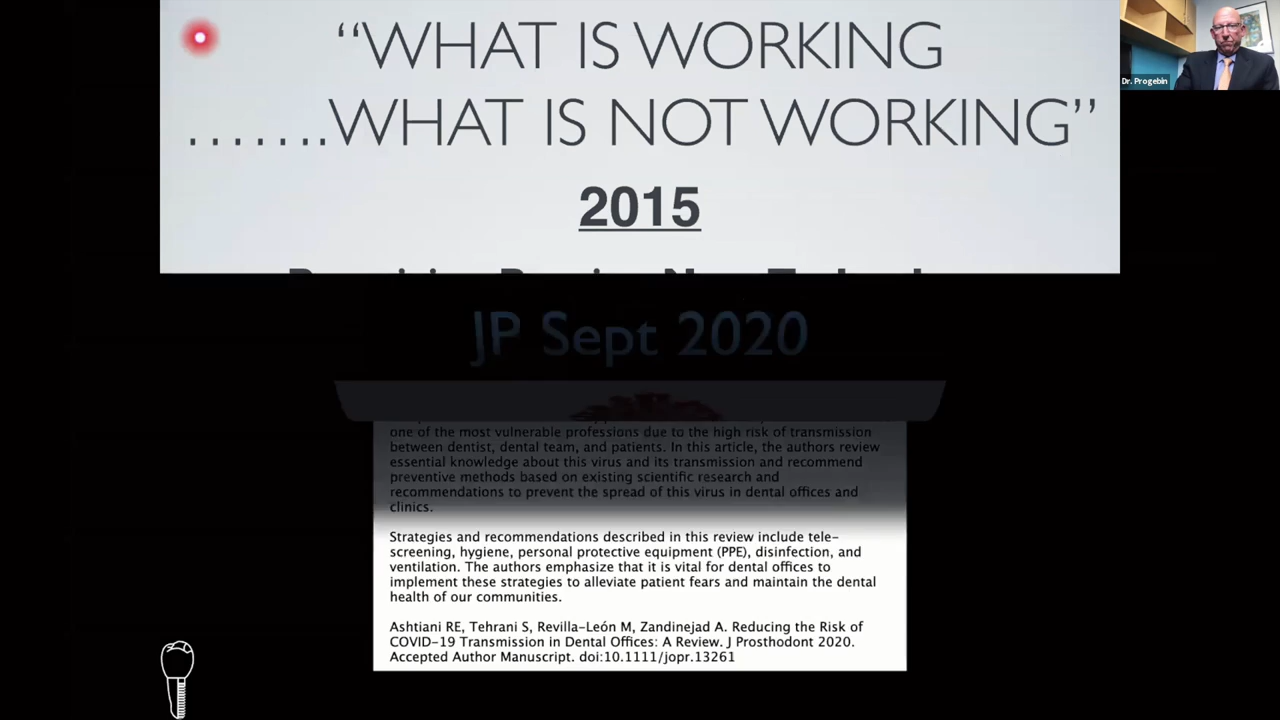 “WHAT IS WORKING
.......WHAT IS NOT WORKING”
2015
JP Sept 2020
one of the most vulnerable professions due to the high risk of transmission
between dentist, dental team, and patients. In this article, the authors review
essential knowledge about this virus and its transmission and recommend
preventive methods based on existing scientific research and
recommendations to prevent the spread of this virus in dental offices and
clinics.
Strategies and recommendations described in this review include tele-
screening, hygiene, personal protective equipment (PPE), disinfection, and
ventilation. The authors emphasize that it is vital for dental offices to
implement these strategies to alleviate patient fears and maintain the dental
health of our communities.
Ashtiani RE, Tehrani S, Revilla-León M, Zandinejad A. Reducing the Risk of
COVID-19 Transmission in Dental Offices: A Review. J Prosthodont 2020.
Accepted Author Manuscript. doi:10.1111/jopr.13261
Dr. Progebin